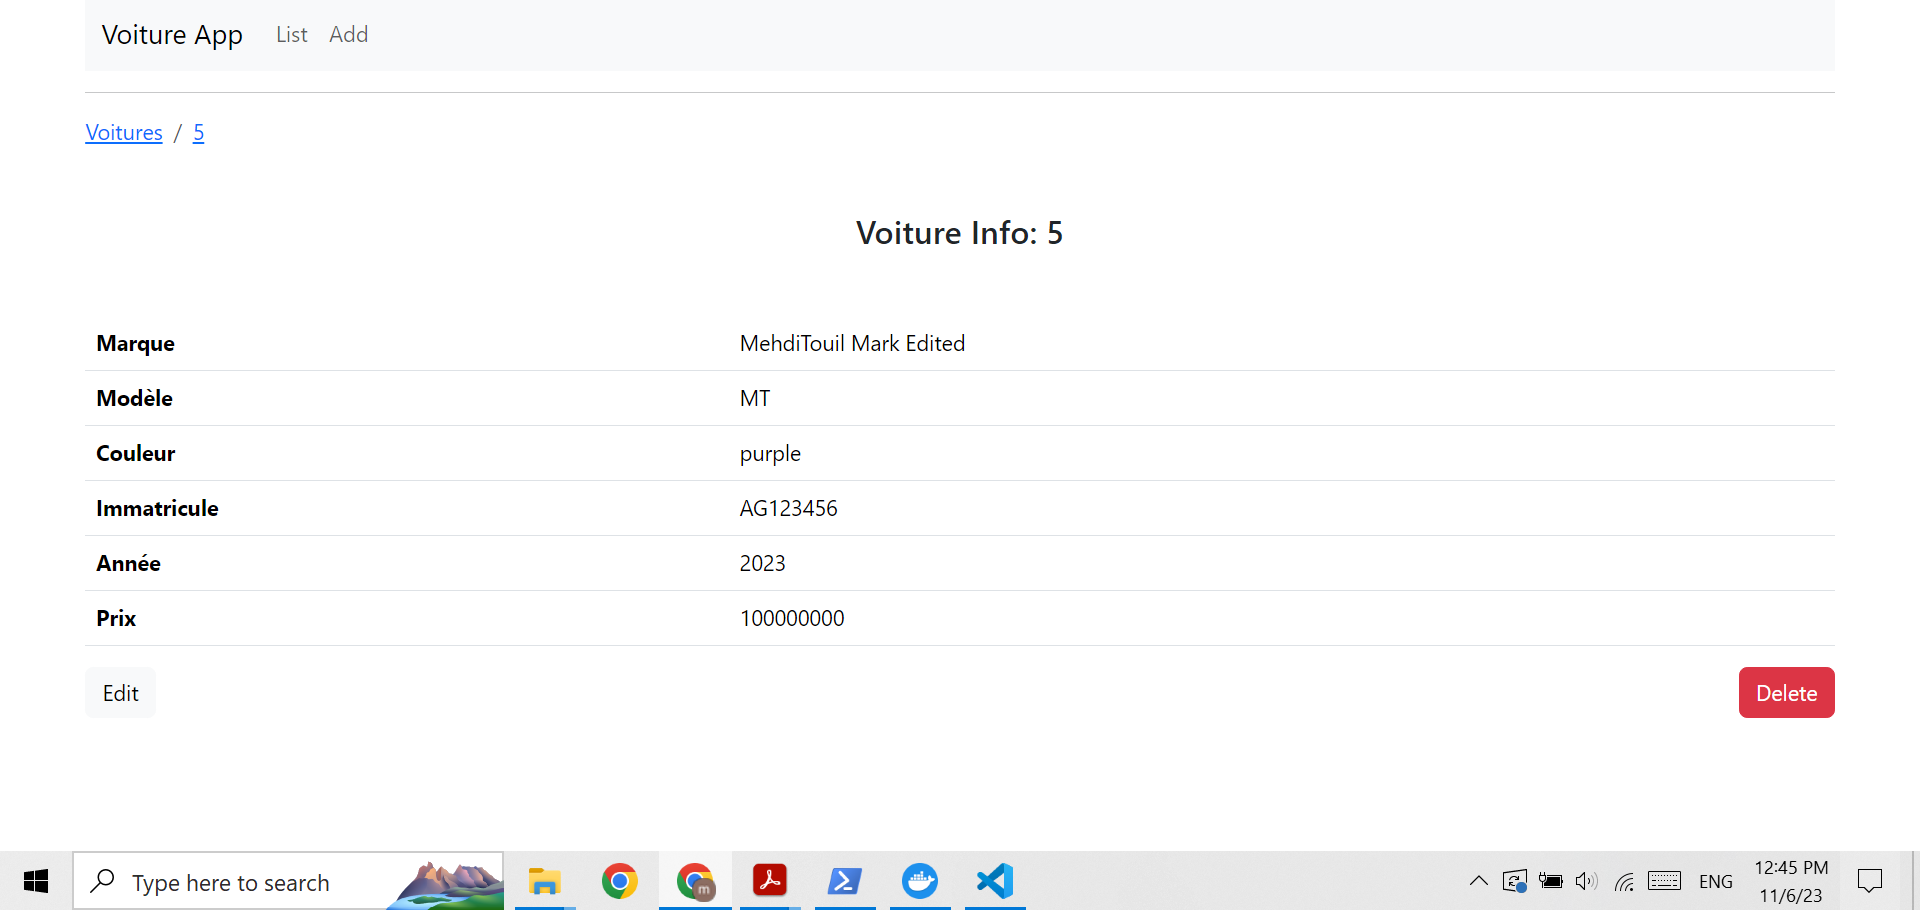 Voiture App List Add
Voitures / 5
Voiture Info: 5
Marque MehdiTouil Mark Edited
Modèle MT
Couleur purple
Immatricule AG123456
Année 2023
Prix 100000000
Edit Delete
Type here to search m ENG 12:45 PM
11/6/23